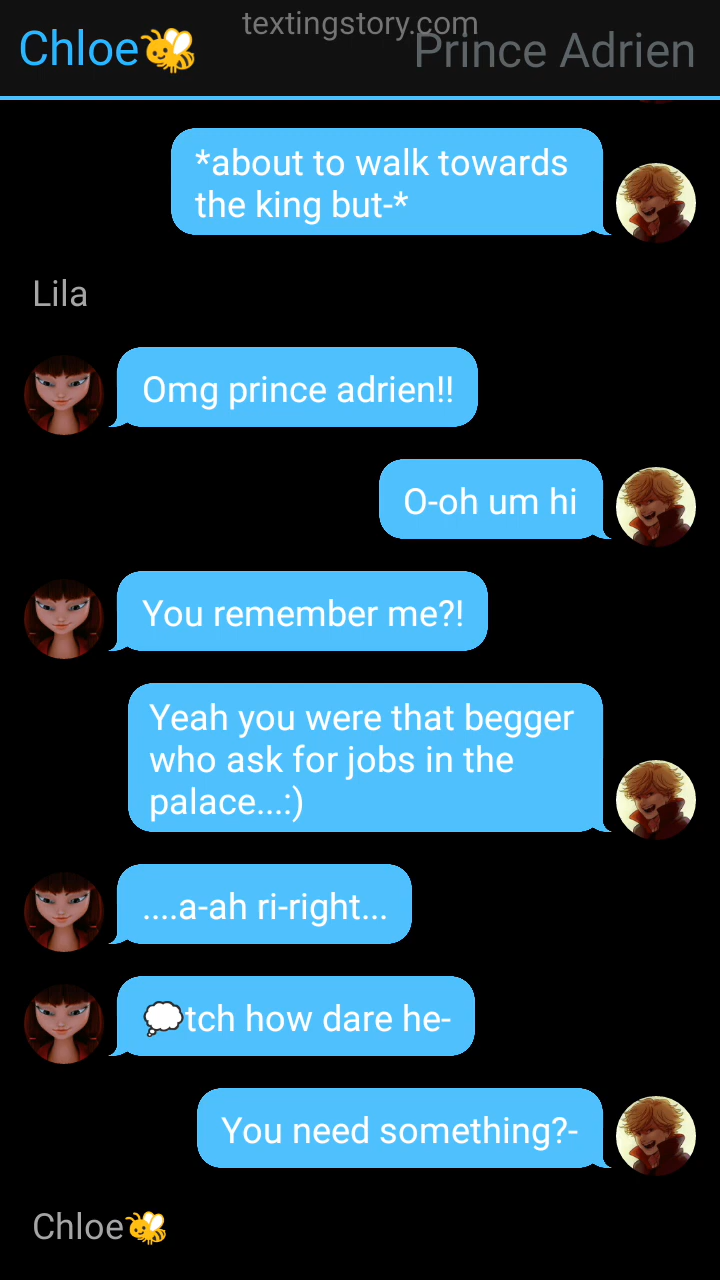 textingstory.com
Chloe🐝
Prince Adrien
*about to walk towards
the king but-*
Lila
Omg prince adrien!!
O-oh um hi
You remember me?!
Yeah you were that begger
who ask for jobs in the
palace...:)
....a-ah ri-right...
💭tch how dare he-
You need something?-
Chloe🐝